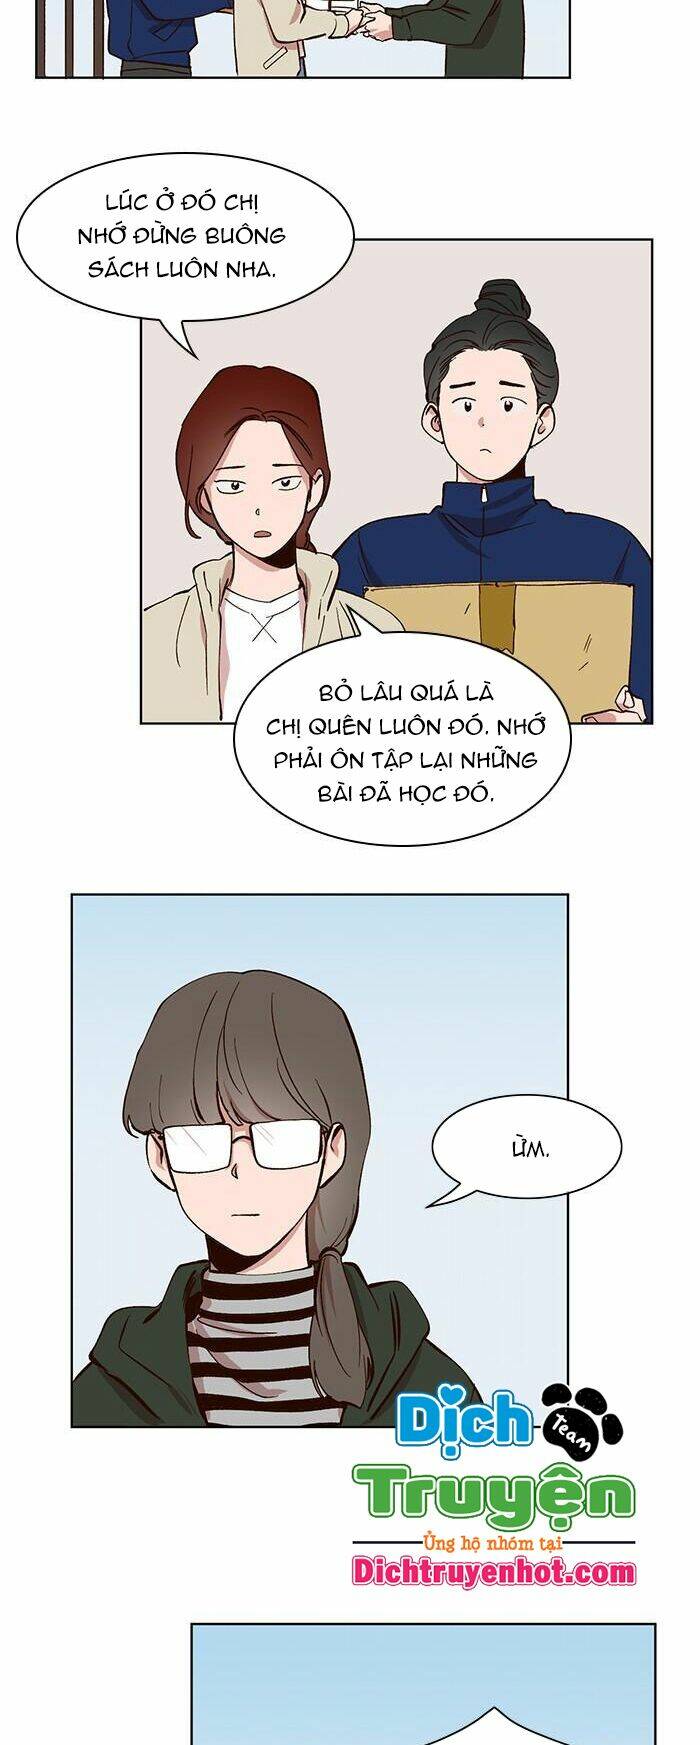 LÚC Ở ĐÓ CHỊ
NHỚ ĐỪNG BUÔNG
SÁCH LUÔN NHA.
BỎ LÂU QUÁ LÀ
CHỊ QUÊN LUÔN ĐÓ. NHỚ
PHẢI ÔN TẬP LẠI NHỮNG
BÀI ĐÃ HỌC ĐÓ.
ỪM.
Dịch team
Truyện
Ủng hộ nhóm tại
Dichtruyenhot.com